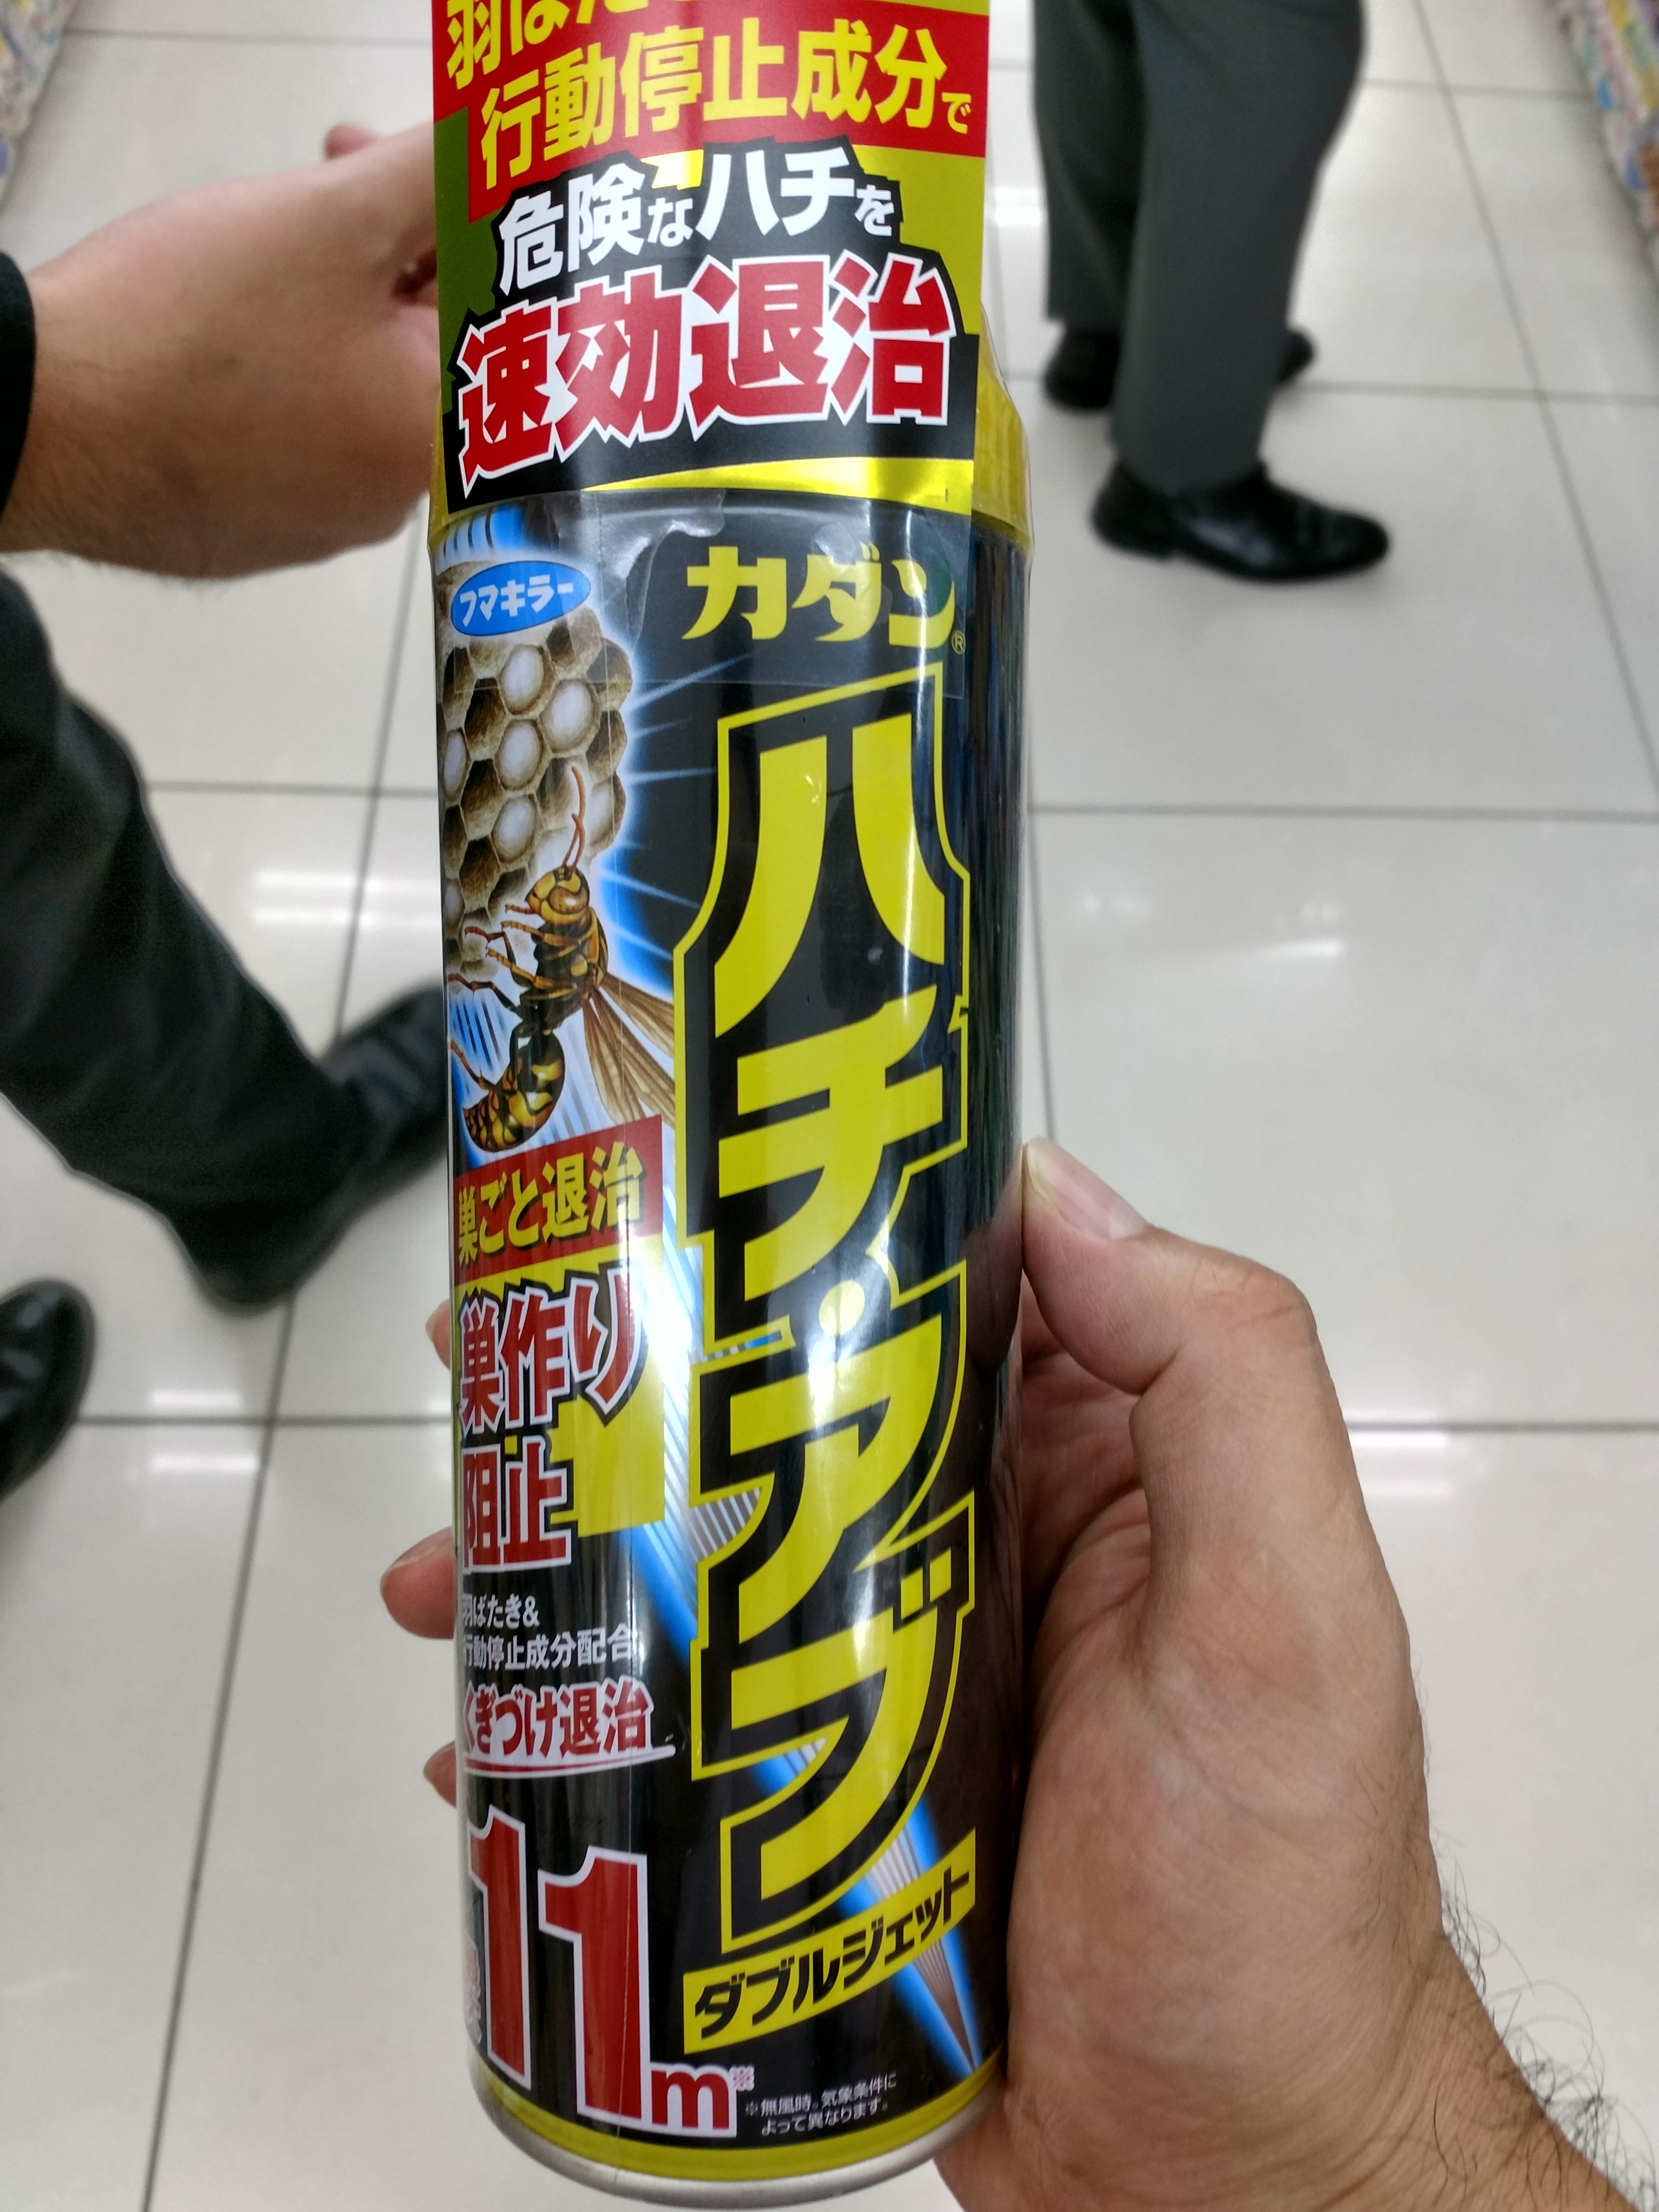 行動停止成分で
危険なハチを
速効退治
フマキラー
カダン®
ハチ・アブ
ダブルジェット
巣ごと退治
巣作り
阻止
羽ばたき&
行動停止成分配合
くぎづけ退治
11m※
※無風時。気象条件に
よって異なります。